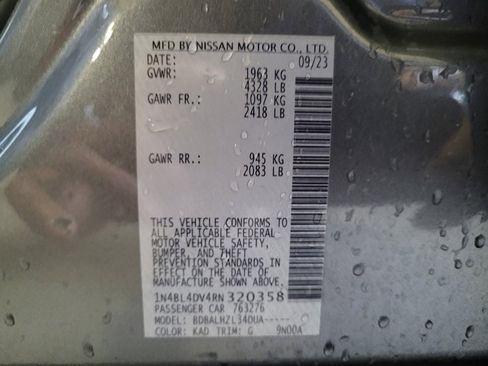 MFD BY NISSAN MOTOR CO., LTD.
DATE: 09/23
GVWR: 1963 KG
4328 LB
GAWR FR.: 1097 KG
2418 LB
GAWR RR.: 945 KG
2083 LB
THIS VEHICLE CONFORMS TO
ALL APPLICABLE FEDERAL
MOTOR VEHICLE SAFETY,
BUMPER, AND THEFT
PREVENTION STANDARDS IN
EFFECT ON THE DATE OF
MANUFACTURE SHOWN ABOVE.
1N4BL4DV4RN320358
PASSENGER CAR 763276
MODEL: BDBALHZL34DUA-----
COLOR: KAD TRIM: G 9N00A